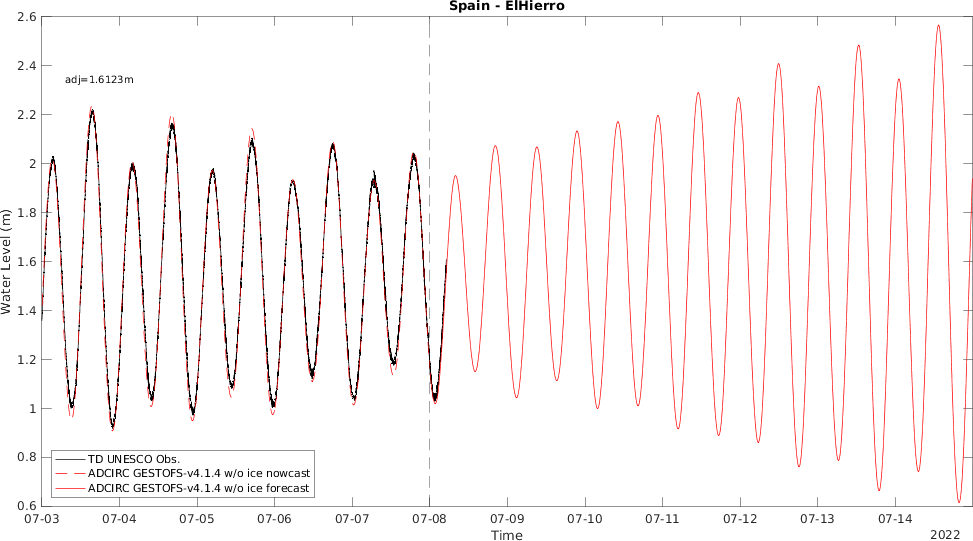 Spain - ElHierro
2.6
2.4
2.2
2
1.8
1.6
1.4
1.2
1
0.8
0.6
Water Level (m)
adj=1.6123m
TD UNESCO Obs.
ADCIRC GESTOFS-v4.1.4 w/o ice nowcast
ADCIRC GESTOFS-v4.1.4 w/o ice forecast
07-03 07-04 07-05 07-06 07-07 07-08 07-09 07-10 07-11 07-12 07-13 07-14
Time
2022